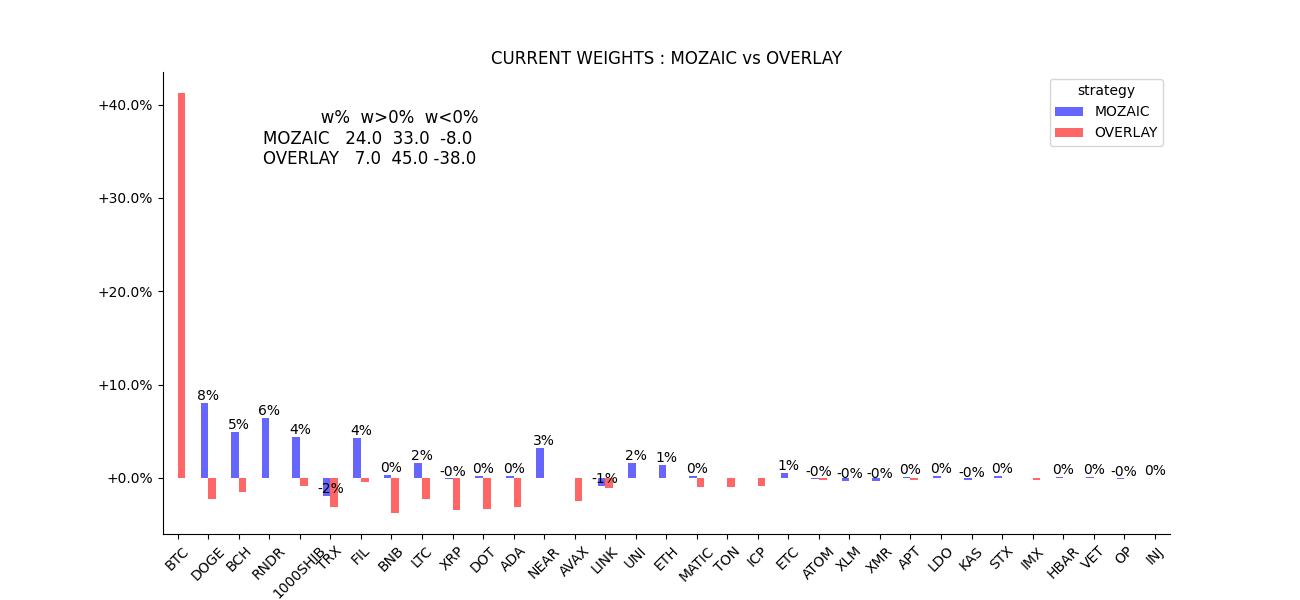 CURRENT WEIGHTS : MOZAIC vs OVERLAY
strategy
MOZAIC
OVERLAY
w% w>0% w<0%
MOZAIC 24.0 33.0 -8.0
OVERLAY 7.0 45.0 -38.0
+40.0%
+30.0%
+20.0%
+10.0%
+0.0%
8% 5% 6% 4% -2% 4% 0% 2% -0% 0% 0% 3% -1% 2% 1% 0% 1% -0% -0% -0% 0% 0% -0% 0% 0% 0% -0% 0%
BTC DOGE BCH RNDR 1000SHIB TRX FIL BNB LTC XRP DOT ADA NEAR AVAX LINK UNI ETH MATIC TON ICP ETC ATOM XLM XMR APT LDO KAS STX IMX HBAR VET OP INJ